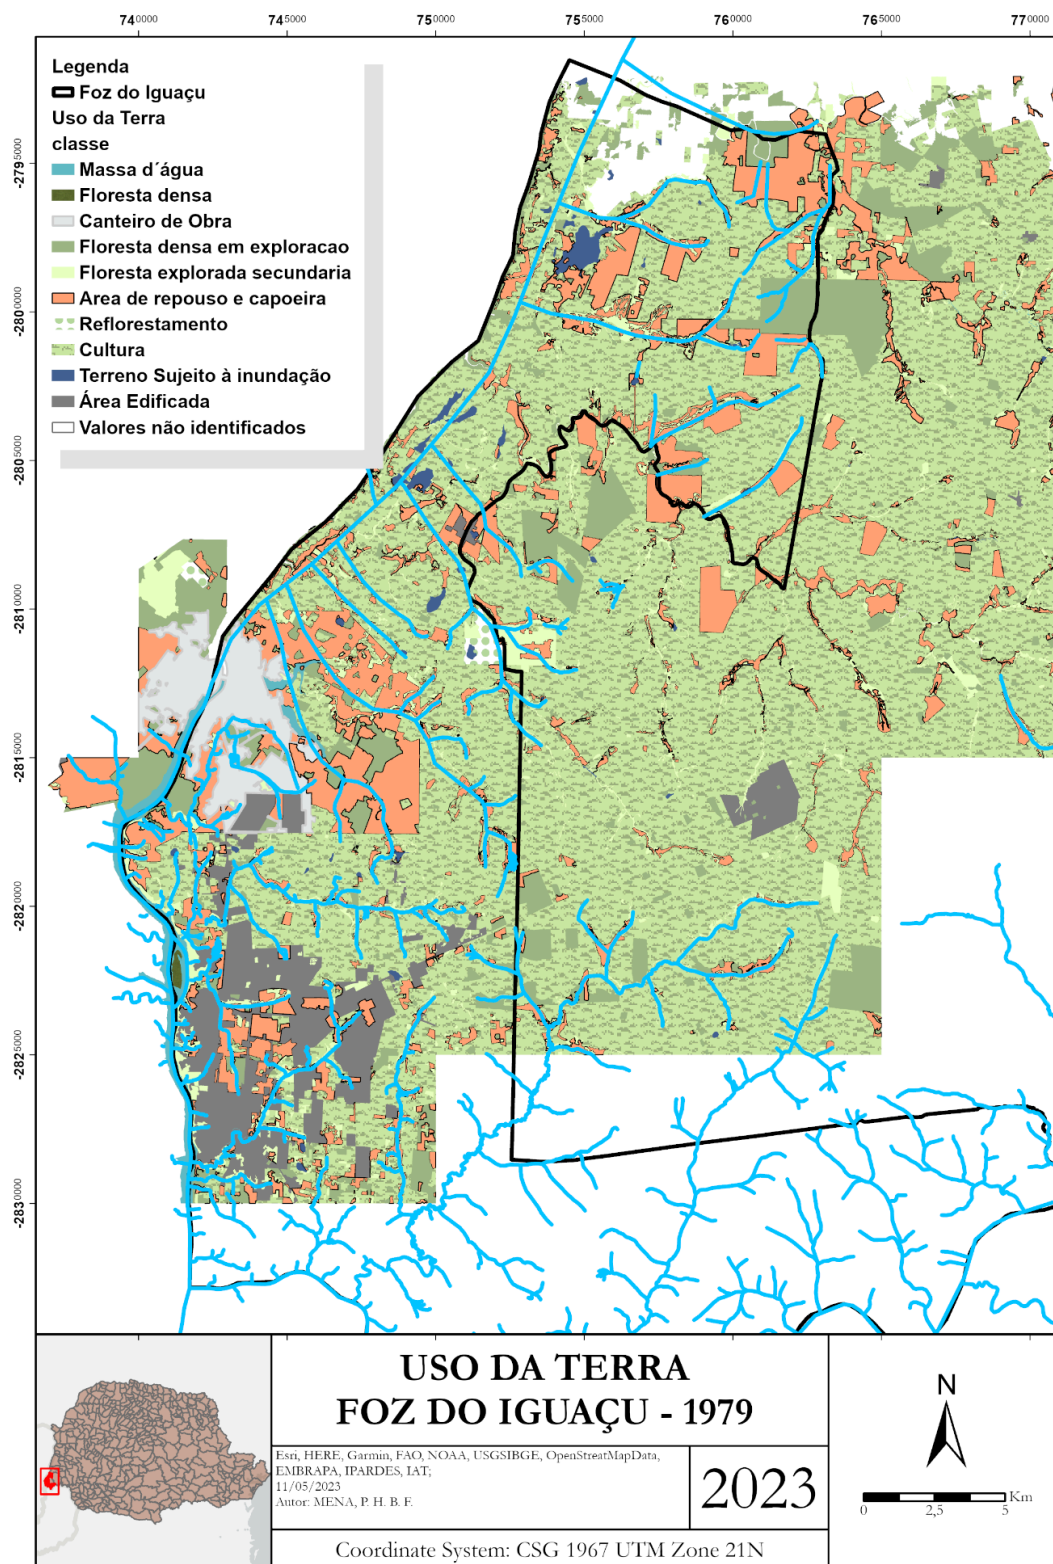 740000 745000 750000 755000 760000 765000 770000
Legenda
Foz do Iguaçu
Uso da Terra
classe
Massa d´água
Floresta densa
Canteiro de Obra
Floresta densa em exploracao
Floresta explorada secundaria
Area de repouso e capoeira
Reflorestamento
Cultura
Terreno Sujeito à inundação
Área Edificada
Valores não identificados
-2795000
-2800000
-2805000
-2810000
-2815000
-2820000
-2825000
-2830000
USO DA TERRA
FOZ DO IGUAÇU - 1979
Esri, HERE, Garmin, FAO, NOAA, USGSIBGE, OpenStreatMapData,
EMBRAPA, IPARDES, IAT;
11/05/2023
Autor: MENA, P. H. B. F.
2023
Coordinate System: CSG 1967 UTM Zone 21N
N
Km
0 2,5 5